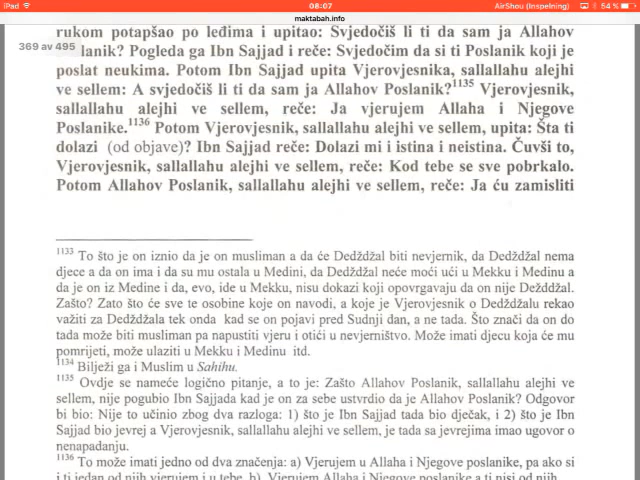 iPad
08:07
AirShou (Inspelning)
54 %
maktabah.info
369 av 495
rukom potapšao po leđima i upitao: Svjedočiš li ti da sam ja Allahov
lanik? Pogleda ga Ibn Sajjad i reče: Svjedočim da si ti Poslanik koji je
poslat neukima. Potom Ibn Sajjad upita Vjerovjesnika, sallallahu alejhi
ve sellem: A svjedočiš li ti da sam ja Allahov Poslanik?1135 Vjerovjesnik,
sallallahu alejhi ve sellem, reče: Ja vjerujem Allaha i Njegove
Poslanike.1136 Potom Vjerovjesnik, sallallahu alejhi ve sellem, upita: Šta ti
dolazi (od objave)? Ibn Sajjad reče: Dolazi mi i istina i neistina. Čuvši to,
Vjerovjesnik, sallallahu alejhi ve sellem, reče: Kod tebe se sve pobrkalo.
Potom Allahov Poslanik, sallallahu alejhi ve sellem, reče: Ja ću zamisliti
1133 To što je on iznio da je on musliman a da će Dedždžal biti nevjernik, da Dedždžal nema
djece a da on ima i da su mu ostala u Medini, da Dedždžal neće moći ući u Mekku i Medinu a
da je on iz Medine i da, evo, ide u Mekku, nisu dokazi koji opovrgavaju da on nije Dedždžal.
Zašto? Zato što će sve te osobine koje on navodi, a koje je Vjerovjesnik o Dedždžalu rekao
važiti za Dedždžala tek onda kad se on pojavi pred Sudnji dan, a ne tada. Što znači da on do
tada može biti musliman pa napustiti vjeru i otići u nevjerništvo. Može imati djecu koja će mu
pomrijeti, može ulaziti u Mekku i Medinu itd.
1134 Bilježi ga i Muslim u Sahihu.
1135 Ovdje se nameće logično pitanje, a to je: Zašto Allahov Poslanik, sallallahu alejhi ve
sellem, nije pogubio Ibn Sajjada kad je on za sebe ustvrdio da je Allahov Poslanik? Odgovor
bi bio: Nije to učinio zbog dva razloga: 1) što je Ibn Sajjad tada bio dječak, i 2) što je Ibn
Sajjad bio jevrej a Vjerovjesnik, sallallahu alejhi ve sellem, je tada sa jevrejima imao ugovor o
nenapadanju.
1136 To može imati jedno od dva značenja: a) Vjerujem u Allaha i Njegove poslanike, pa ako si
i ti jedan od njih vjerujem i u tebe, b) Vjerujem Allaha i Njegove poslanike a ti nisi od njih